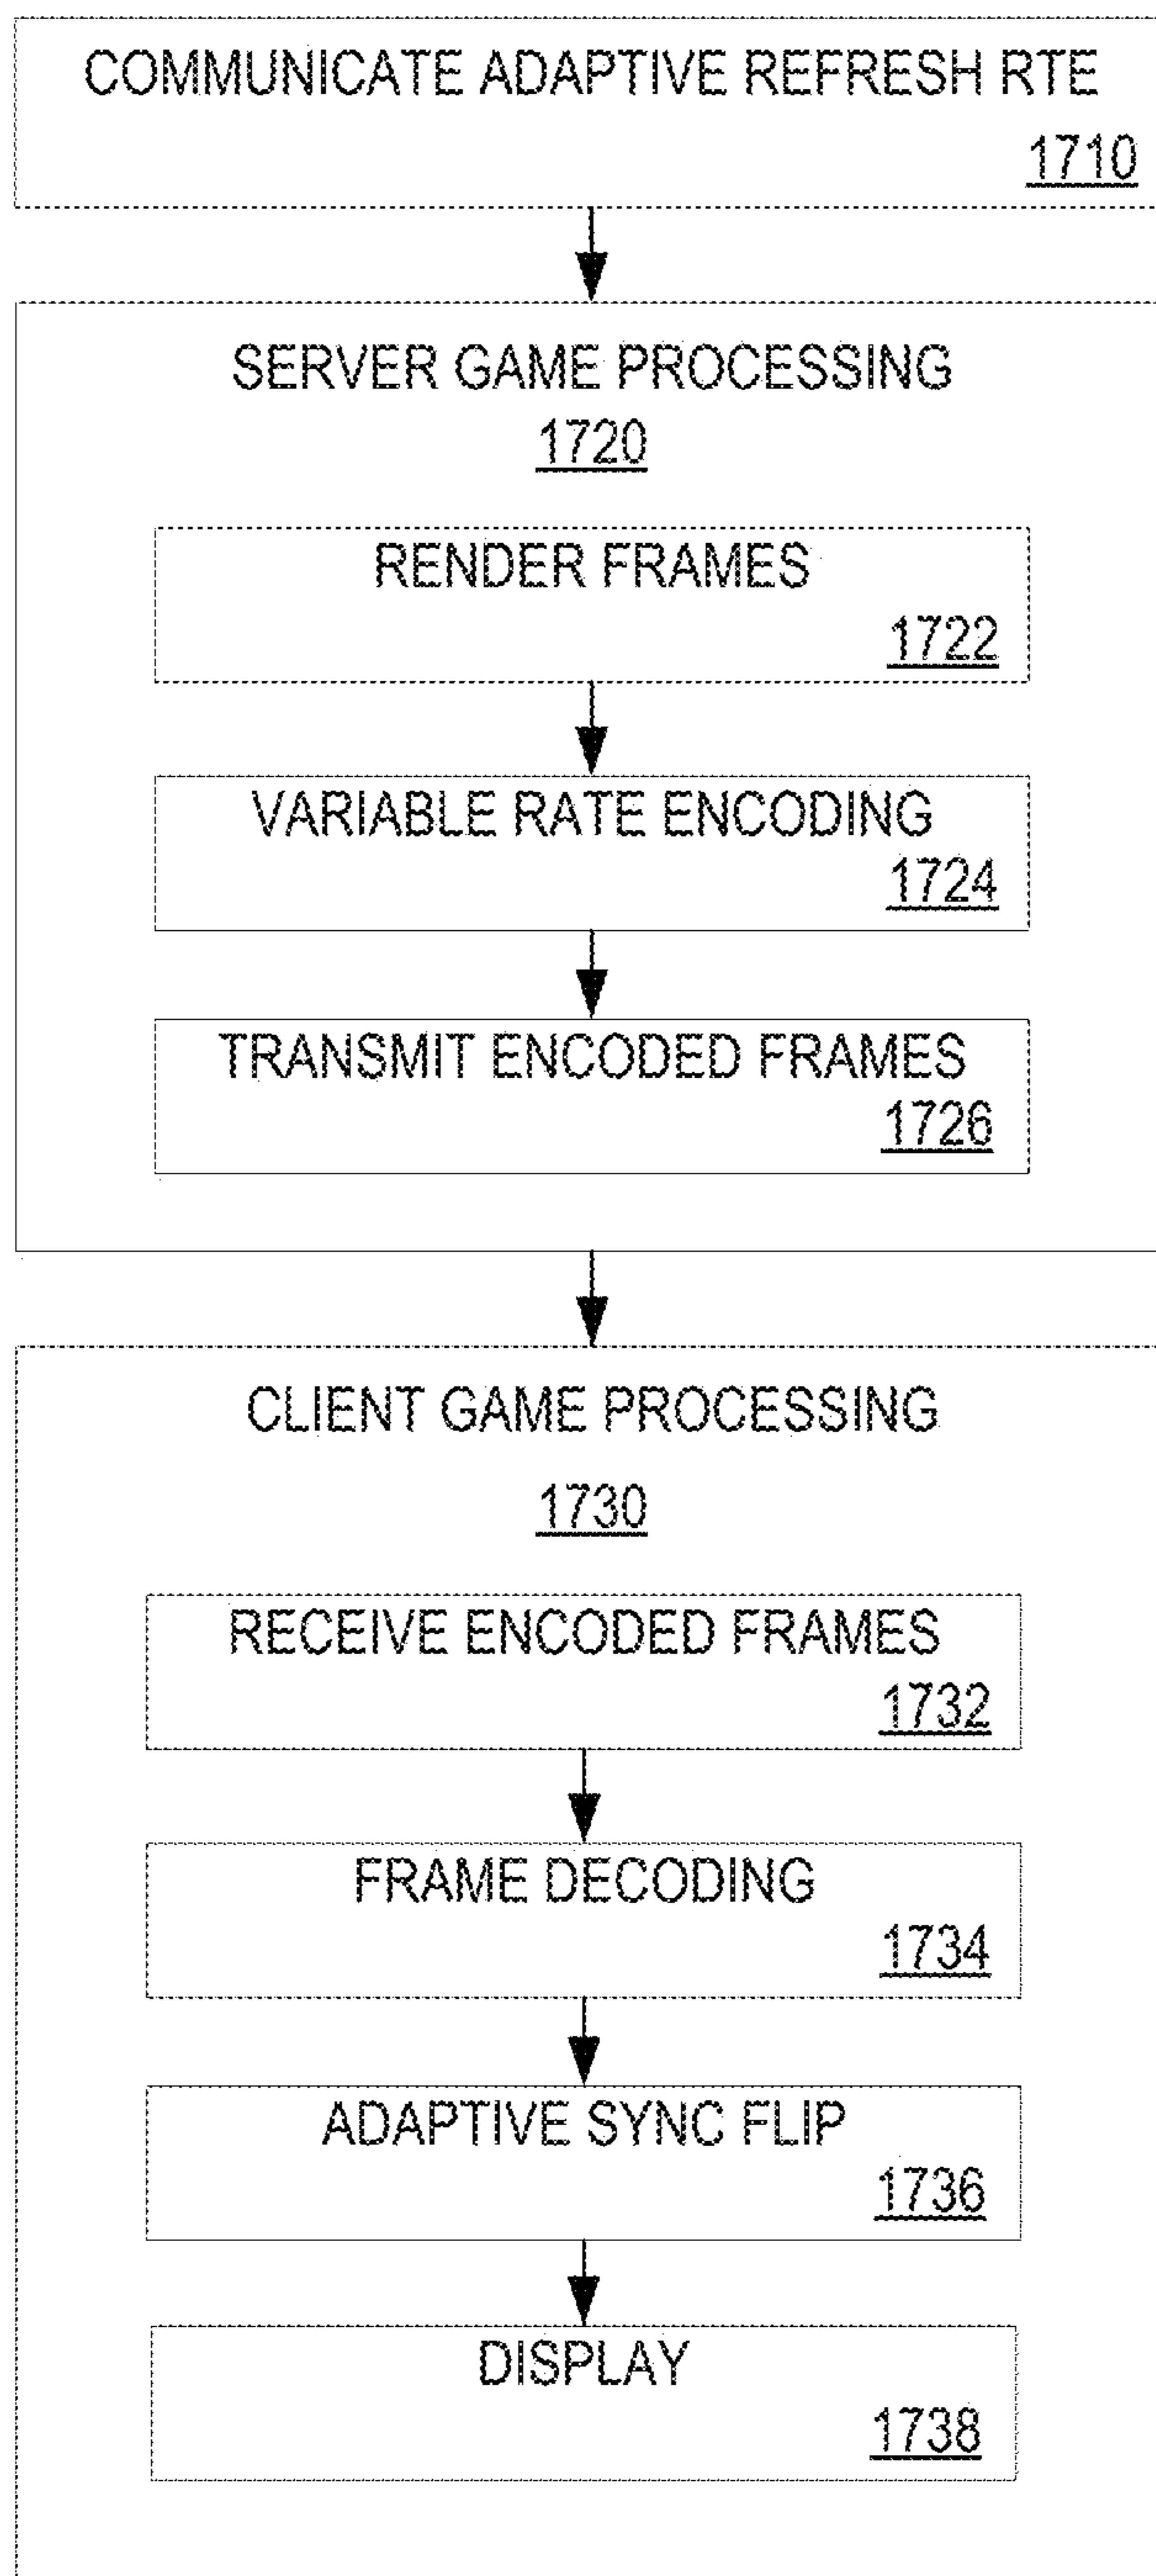 COMMUNICATE ADAPTIVE REFRESH RTE
1710
SERVER GAME PROCESSING
1720
RENDER FRAMES
1722
VARIABLE RATE ENCODING
1724
TRANSMIT ENCODED FRAMES
1726
CLIENT GAME PROCESSING
1730
RECEIVE ENCODED FRAMES
1732
FRAME DECODING
1734
ADAPTIVE SYNC FLIP
1736
DISPLAY
1738